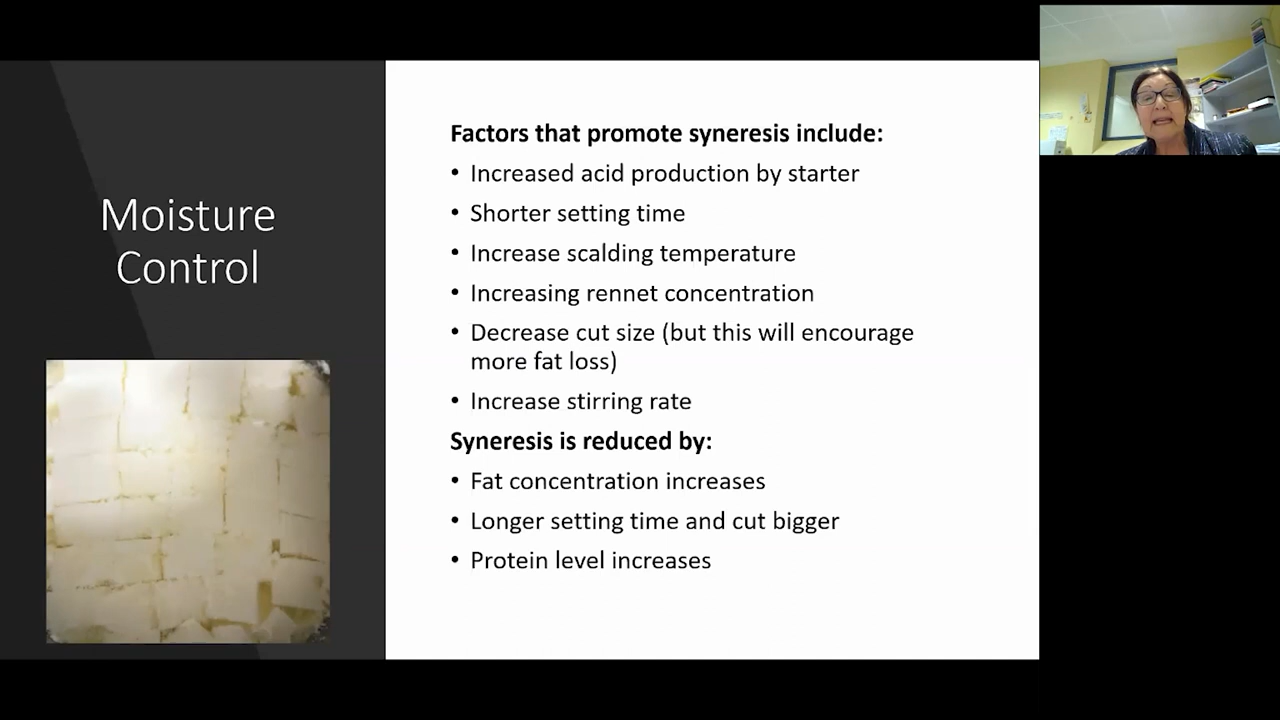 Moisture
Control
Factors that promote syneresis include:
• Increased acid production by starter
• Shorter setting time
• Increase scalding temperature
• Increasing rennet concentration
• Decrease cut size (but this will encourage
more fat loss)
• Increase stirring rate
Syneresis is reduced by:
• Fat concentration increases
• Longer setting time and cut bigger
• Protein level increases